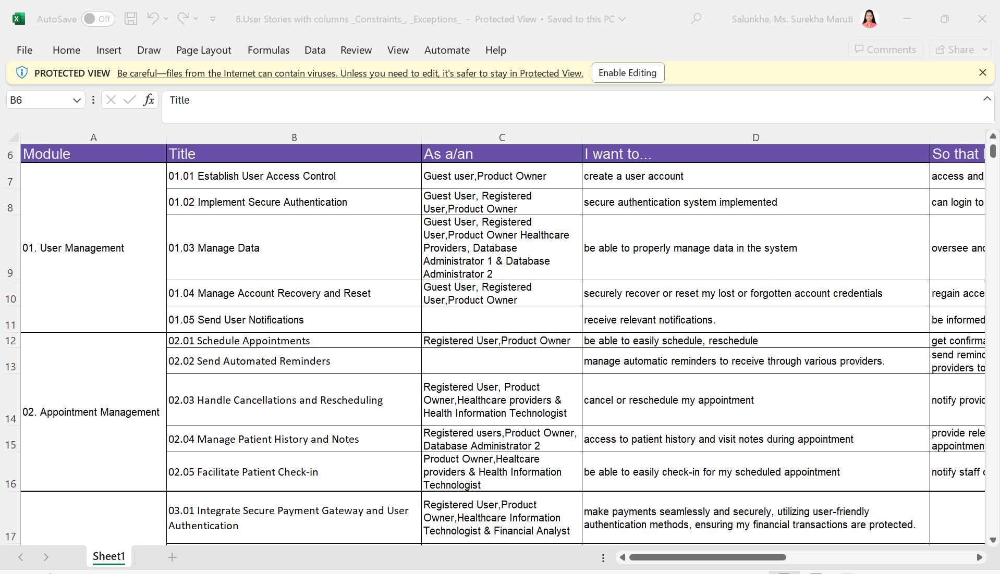 AutoSave Off 8.User Stories with columns _Constraints_, _Exceptions_ - Protected View • Saved to this PC Salunkhe, Ms. Surekha Maruti
File Home Insert Draw Page Layout Formulas Data Review View Automate Help Comments Share
PROTECTED VIEW Be careful—files from the Internet can contain viruses. Unless you need to edit, it's safer to stay in Protected View. Enable Editing
B6 fx Title
A B C D
6 Module Title As a/an I want to... So that
7 01.01 Establish User Access Control Guest user,Product Owner create a user account access and
8 01.02 Implement Secure Authentication Guest User, Registered
User,Product Owner secure authentication system implemented can login to
01. User Management
9 01.03 Manage Data Guest User, Registered
User,Product Owner Healthcare
Providers, Database
Administrator 1 & Database
Administrator 2 be able to properly manage data in the system oversee and
10 01.04 Manage Account Recovery and Reset Guest User, Registered
User,Product Owner securely recover or reset my lost or forgotten account credentials regain acce
11 01.05 Send User Notifications receive relevant notifications. be informed
12 02.01 Schedule Appointments Registered User,Product Owner be able to easily schedule, reschedule get confirma
13 02.02 Send Automated Reminders manage automatic reminders to receive through various providers. send remind
providers to
02. Appointment Management
14 02.03 Handle Cancellations and Rescheduling Registered User, Product
Owner,Healthcare providers &
Health Information Technologist cancel or reschedule my appointment notify provid
15 02.04 Manage Patient History and Notes Registered users,Product Owner,
Database Administrator 2 access to patient history and visit notes during appointment provide rele
appointmen
16 02.05 Facilitate Patient Check-in Product Owner,Healtcare
providers & Health Information
Technologist be able to easily check-in for my scheduled appointment notify staff
17 03.01 Integrate Secure Payment Gateway and User
Authentication Registered User,Product
Owner,Healthcare Information
Technologist & Financial Analyst make payments seamlessly and securely, utilizing user-friendly
authentication methods, ensuring my financial transactions are protected.
Sheet1